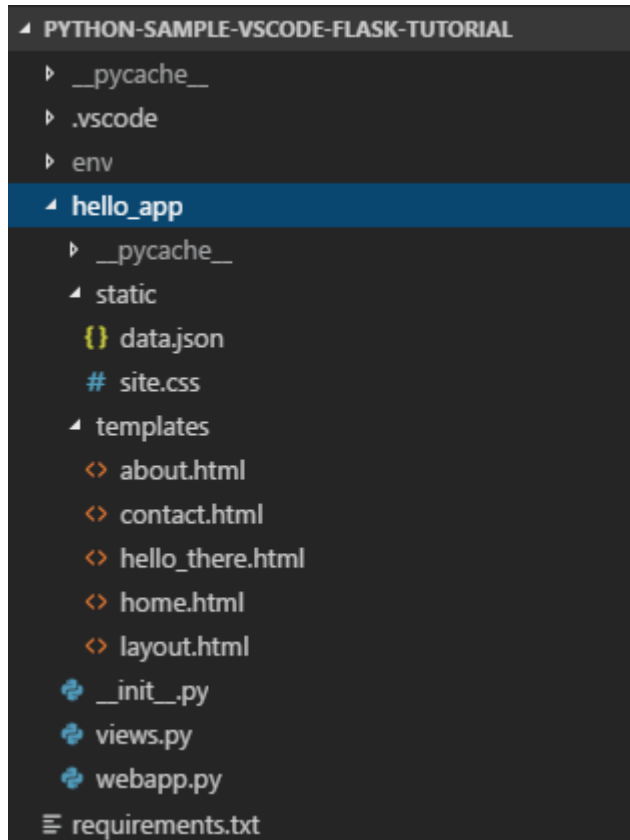 PYTHON-SAMPLE-VSCODE-FLASK-TUTORIAL
__pycache__
.vscode
env
hello_app
__pycache__
static
{} data.json
# site.css
templates
<> about.html
<> contact.html
<> hello_there.html
<> home.html
<> layout.html
__init__.py
views.py
webapp.py
requirements.txt